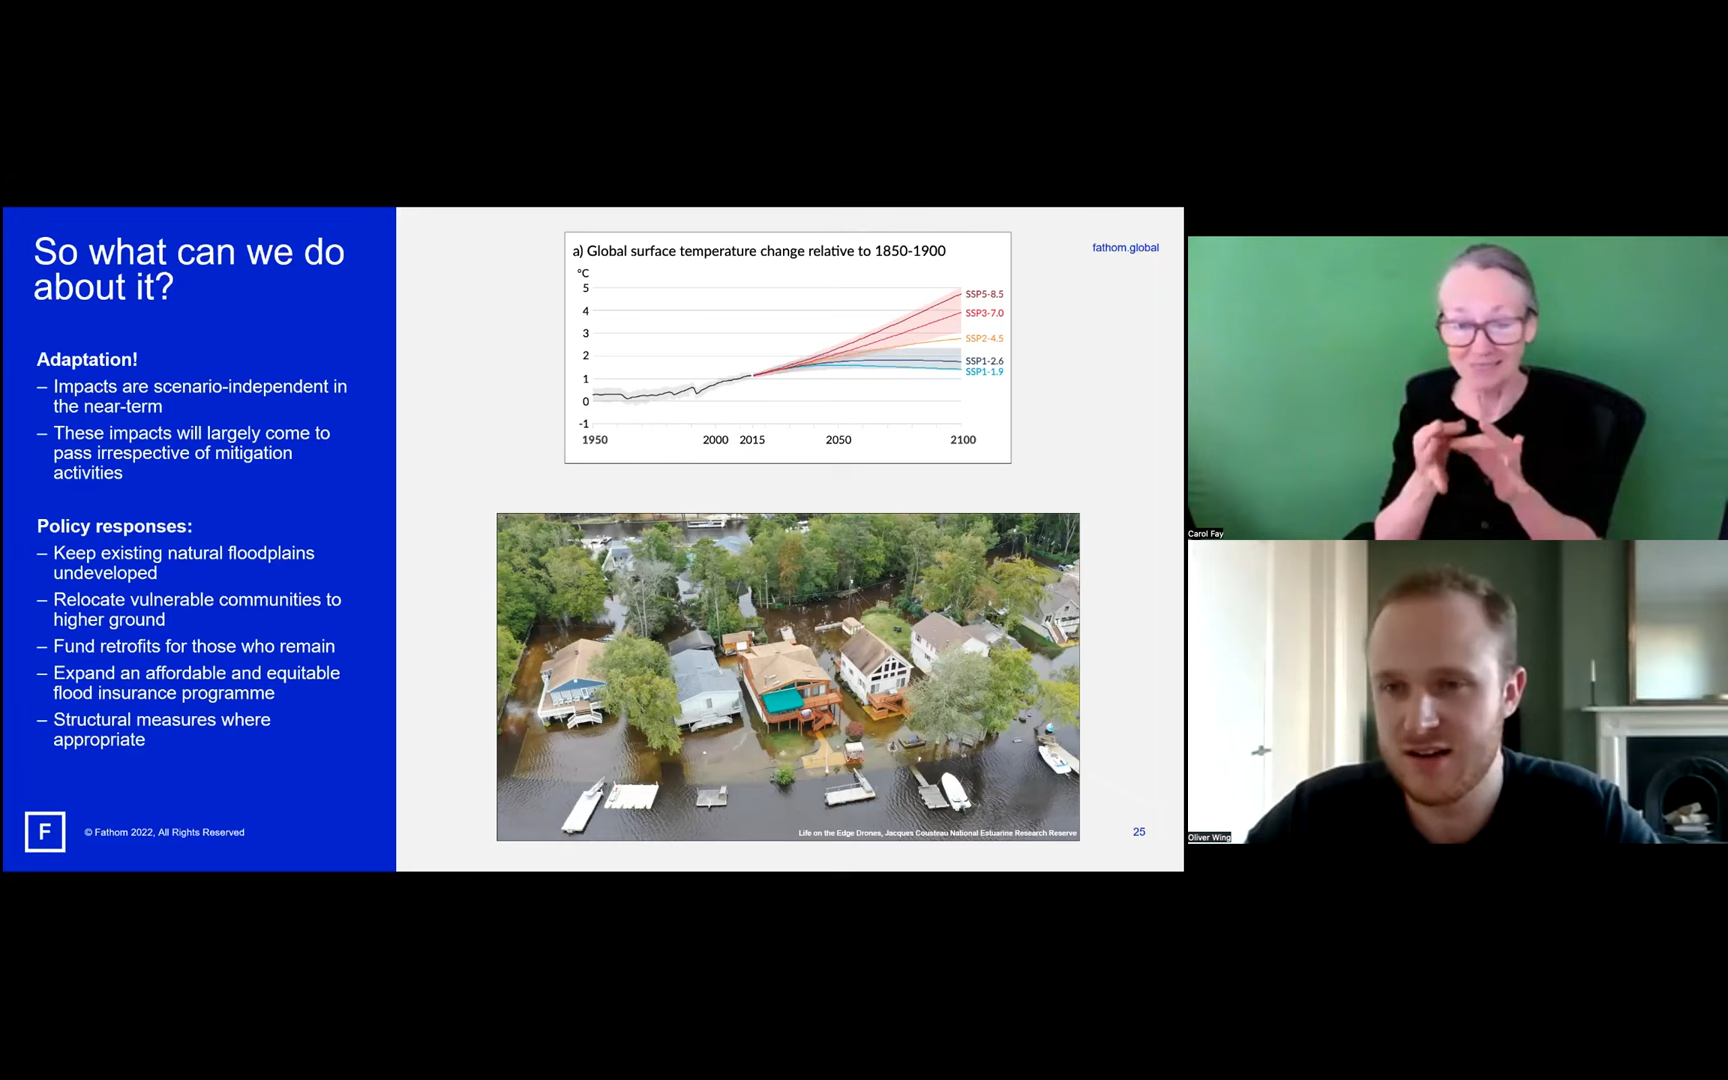 So what can we do
about it?
Adaptation!
– Impacts are scenario-independent in
the near-term
– These impacts will largely come to
pass irrespective of mitigation
activities
Policy responses:
– Keep existing natural floodplains
undeveloped
– Relocate vulnerable communities to
higher ground
– Fund retrofits for those who remain
– Expand an affordable and equitable
flood insurance programme
– Structural measures where
appropriate
F
© Fathom 2022, All Rights Reserved
a) Global surface temperature change relative to 1850-1900
°C
5
4
3
2
1
0
-1
1950 2000 2015 2050 2100
SSP5-8.5
SSP3-7.0
SSP2-4.5
SSP1-2.6
SSP1-1.9
fathom.global
Life on the Edge Drones, Jacques Cousteau National Estuarine Research Reserve
25
Carol Fay
Oliver Wing